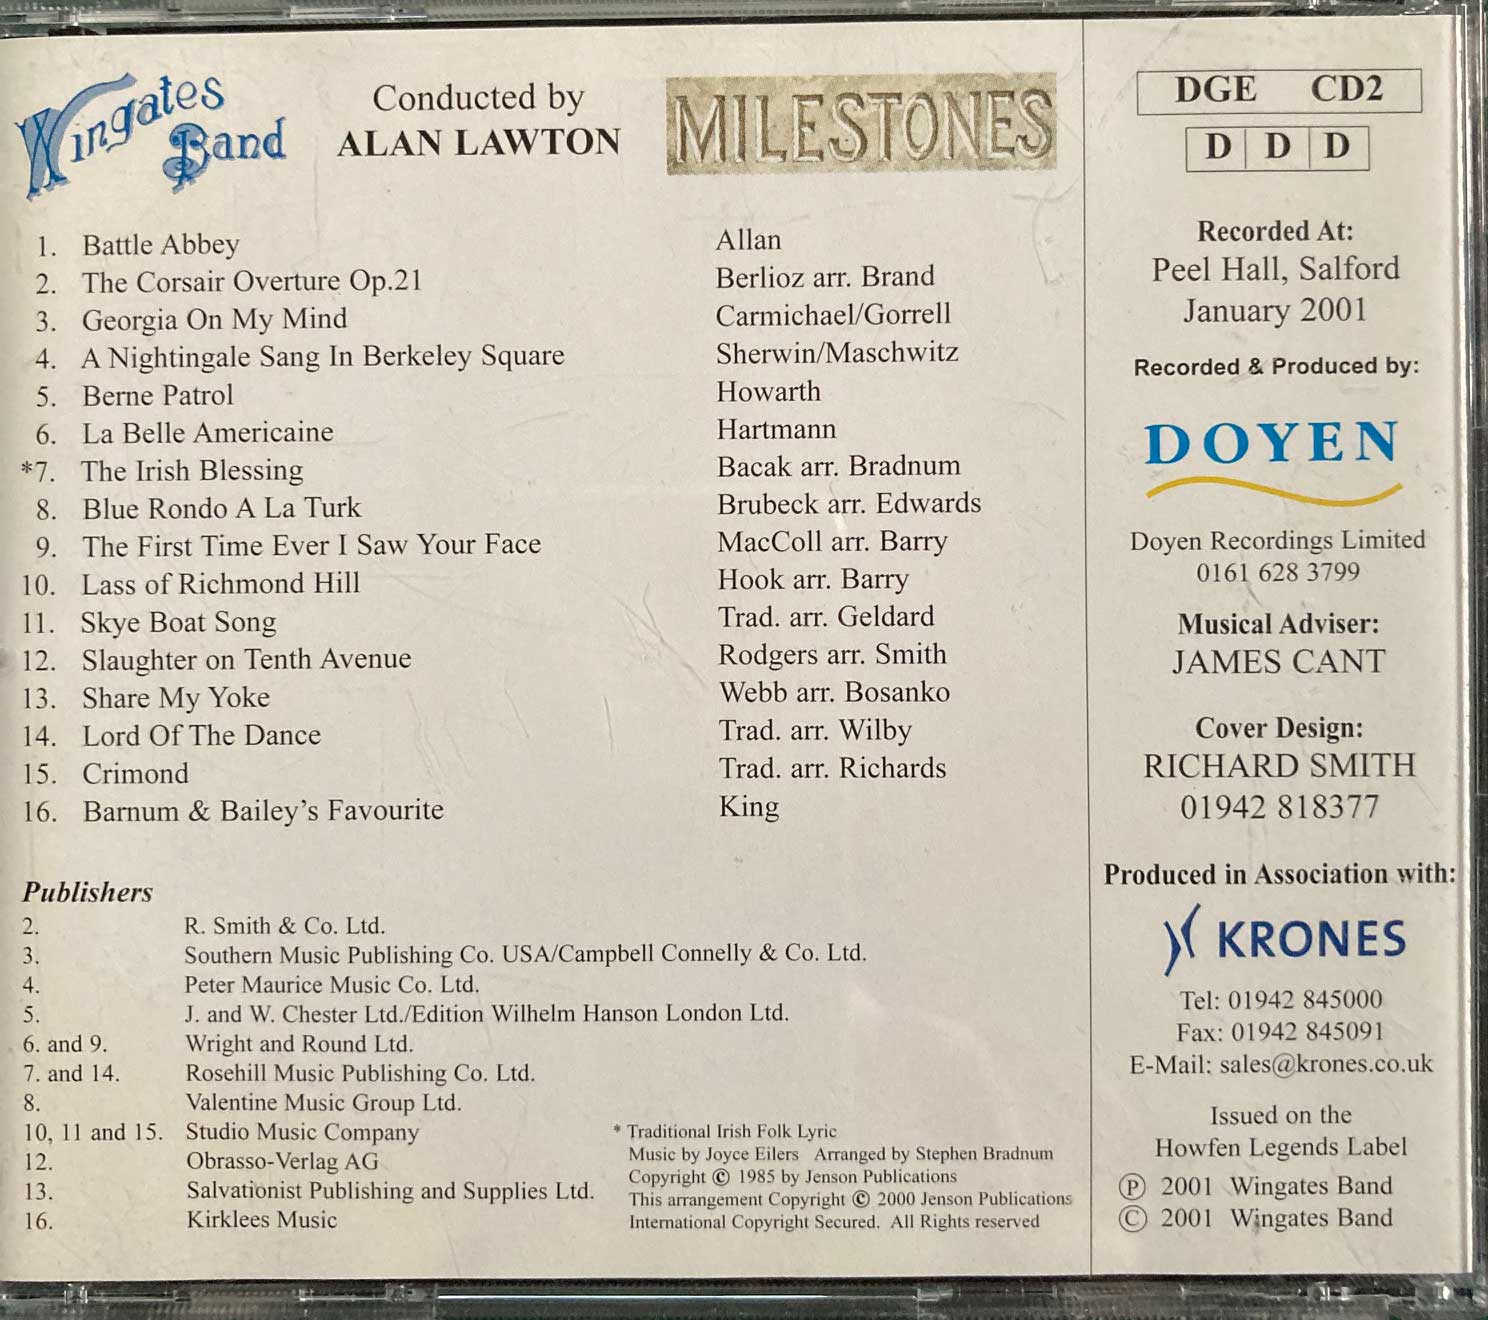 Wingates Band
Conducted by
ALAN LAWTON
MILESTONES
1. Battle Abbey Allan
2. The Corsair Overture Op.21 Berlioz arr. Brand
3. Georgia On My Mind Carmichael/Gorrell
4. A Nightingale Sang In Berkeley Square Sherwin/Maschwitz
5. Berne Patrol Howarth
6. La Belle Americaine Hartmann
*7. The Irish Blessing Bacak arr. Bradnum
8. Blue Rondo A La Turk Brubeck arr. Edwards
9. The First Time Ever I Saw Your Face MacColl arr. Barry
10. Lass of Richmond Hill Hook arr. Barry
11. Skye Boat Song Trad. arr. Geldard
12. Slaughter on Tenth Avenue Rodgers arr. Smith
13. Share My Yoke Webb arr. Bosanko
14. Lord Of The Dance Trad. arr. Wilby
15. Crimond Trad. arr. Richards
16. Barnum & Bailey's Favourite King
Publishers
2. R. Smith & Co. Ltd.
3. Southern Music Publishing Co. USA/Campbell Connelly & Co. Ltd.
4. Peter Maurice Music Co. Ltd.
5. J. and W. Chester Ltd./Edition Wilhelm Hanson London Ltd.
6. and 9. Wright and Round Ltd.
7. and 14. Rosehill Music Publishing Co. Ltd.
8. Valentine Music Group Ltd.
10, 11 and 15. Studio Music Company
12. Obrasso-Verlag AG
13. Salvationist Publishing and Supplies Ltd.
16. Kirklees Music
* Traditional Irish Folk Lyric
Music by Joyce Eilers Arranged by Stephen Bradnum
Copyright © 1985 by Jenson Publications
This arrangement Copyright © 2000 Jenson Publications
International Copyright Secured. All Rights reserved
DGE CD2
D D D
Recorded At:
Peel Hall, Salford
January 2001
Recorded & Produced by:
DOYEN
Doyen Recordings Limited
0161 628 3799
Musical Adviser:
JAMES CANT
Cover Design:
RICHARD SMITH
01942 818377
Produced in Association with:
KRONES
Tel: 01942 845000
Fax: 01942 845091
E-Mail: sales@krones.co.uk
Issued on the
Howfen Legends Label
℗ 2001 Wingates Band
© 2001 Wingates Band